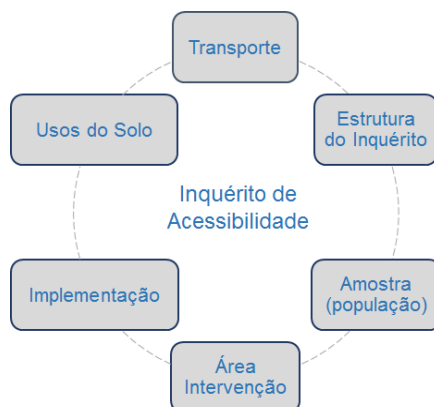 Transporte
Usos do Solo
Estrutura
do Inquérito
Inquérito de
Acessibilidade
Implementação
Amostra
(população)
Área
Intervenção